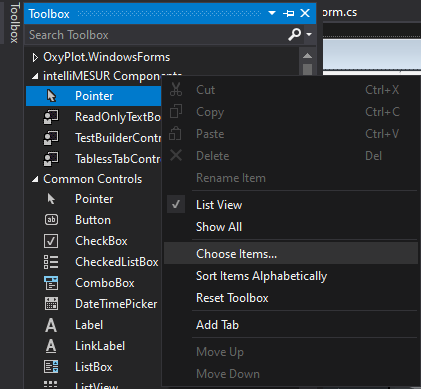 Toolbox
Toolbox
orm.cs
Search Toolbox
OxyPlot.WindowsForms
intelliMESUR Components
Pointer
ReadOnlyTextBo
TestBuilderContr
TablessTabContr
Common Controls
Pointer
Button
CheckBox
CheckedListBox
ComboBox
DateTimePicker
Label
LinkLabel
ListBox
ListView
Cut Ctrl+X
Copy Ctrl+C
Paste Ctrl+V
Delete Del
Rename Item
List View
Show All
Choose Items...
Sort Items Alphabetically
Reset Toolbox
Add Tab
Move Up
Move Down